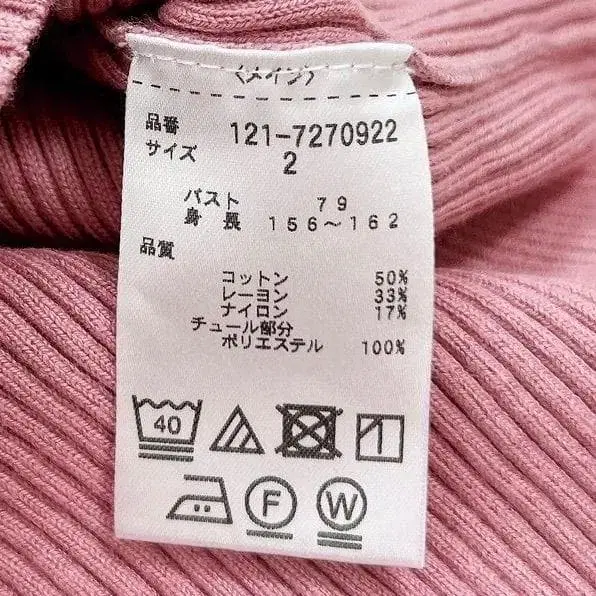 〈メイン〉
品番 121-7270922
サイズ 2
バスト 79
身長 156〜162
品質
コットン 50%
レーヨン 33%
ナイロン 17%
チュール部分
ポリエステル 100%
40
F W